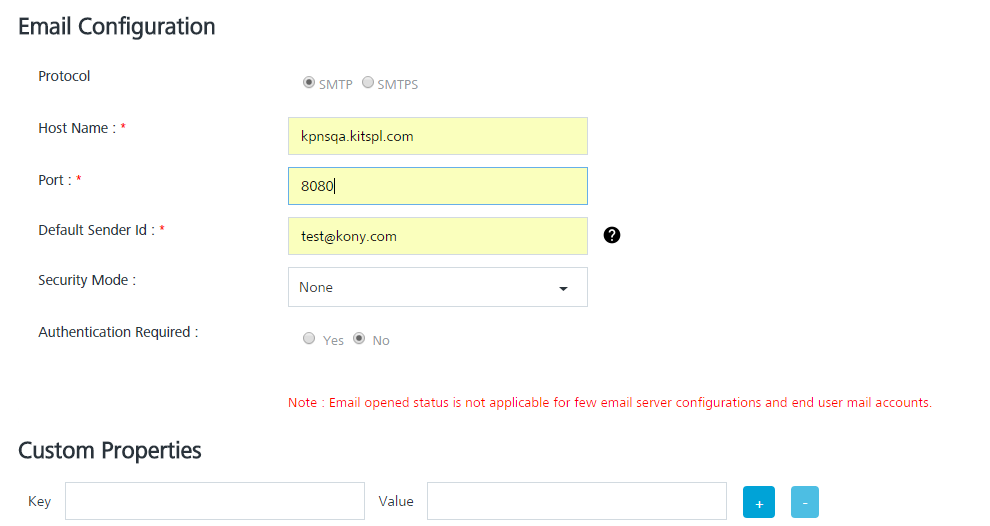 Email Configuration
Protocol SMTP SMTPS
Host Name : * kpnsqa.kitspl.com
Port : * 8080
Default Sender Id : * test@kony.com ?
Security Mode : None
Authentication Required : Yes No
Note : Email opened status is not applicable for few email server configurations and end user mail accounts.
Custom Properties
Key Value + -